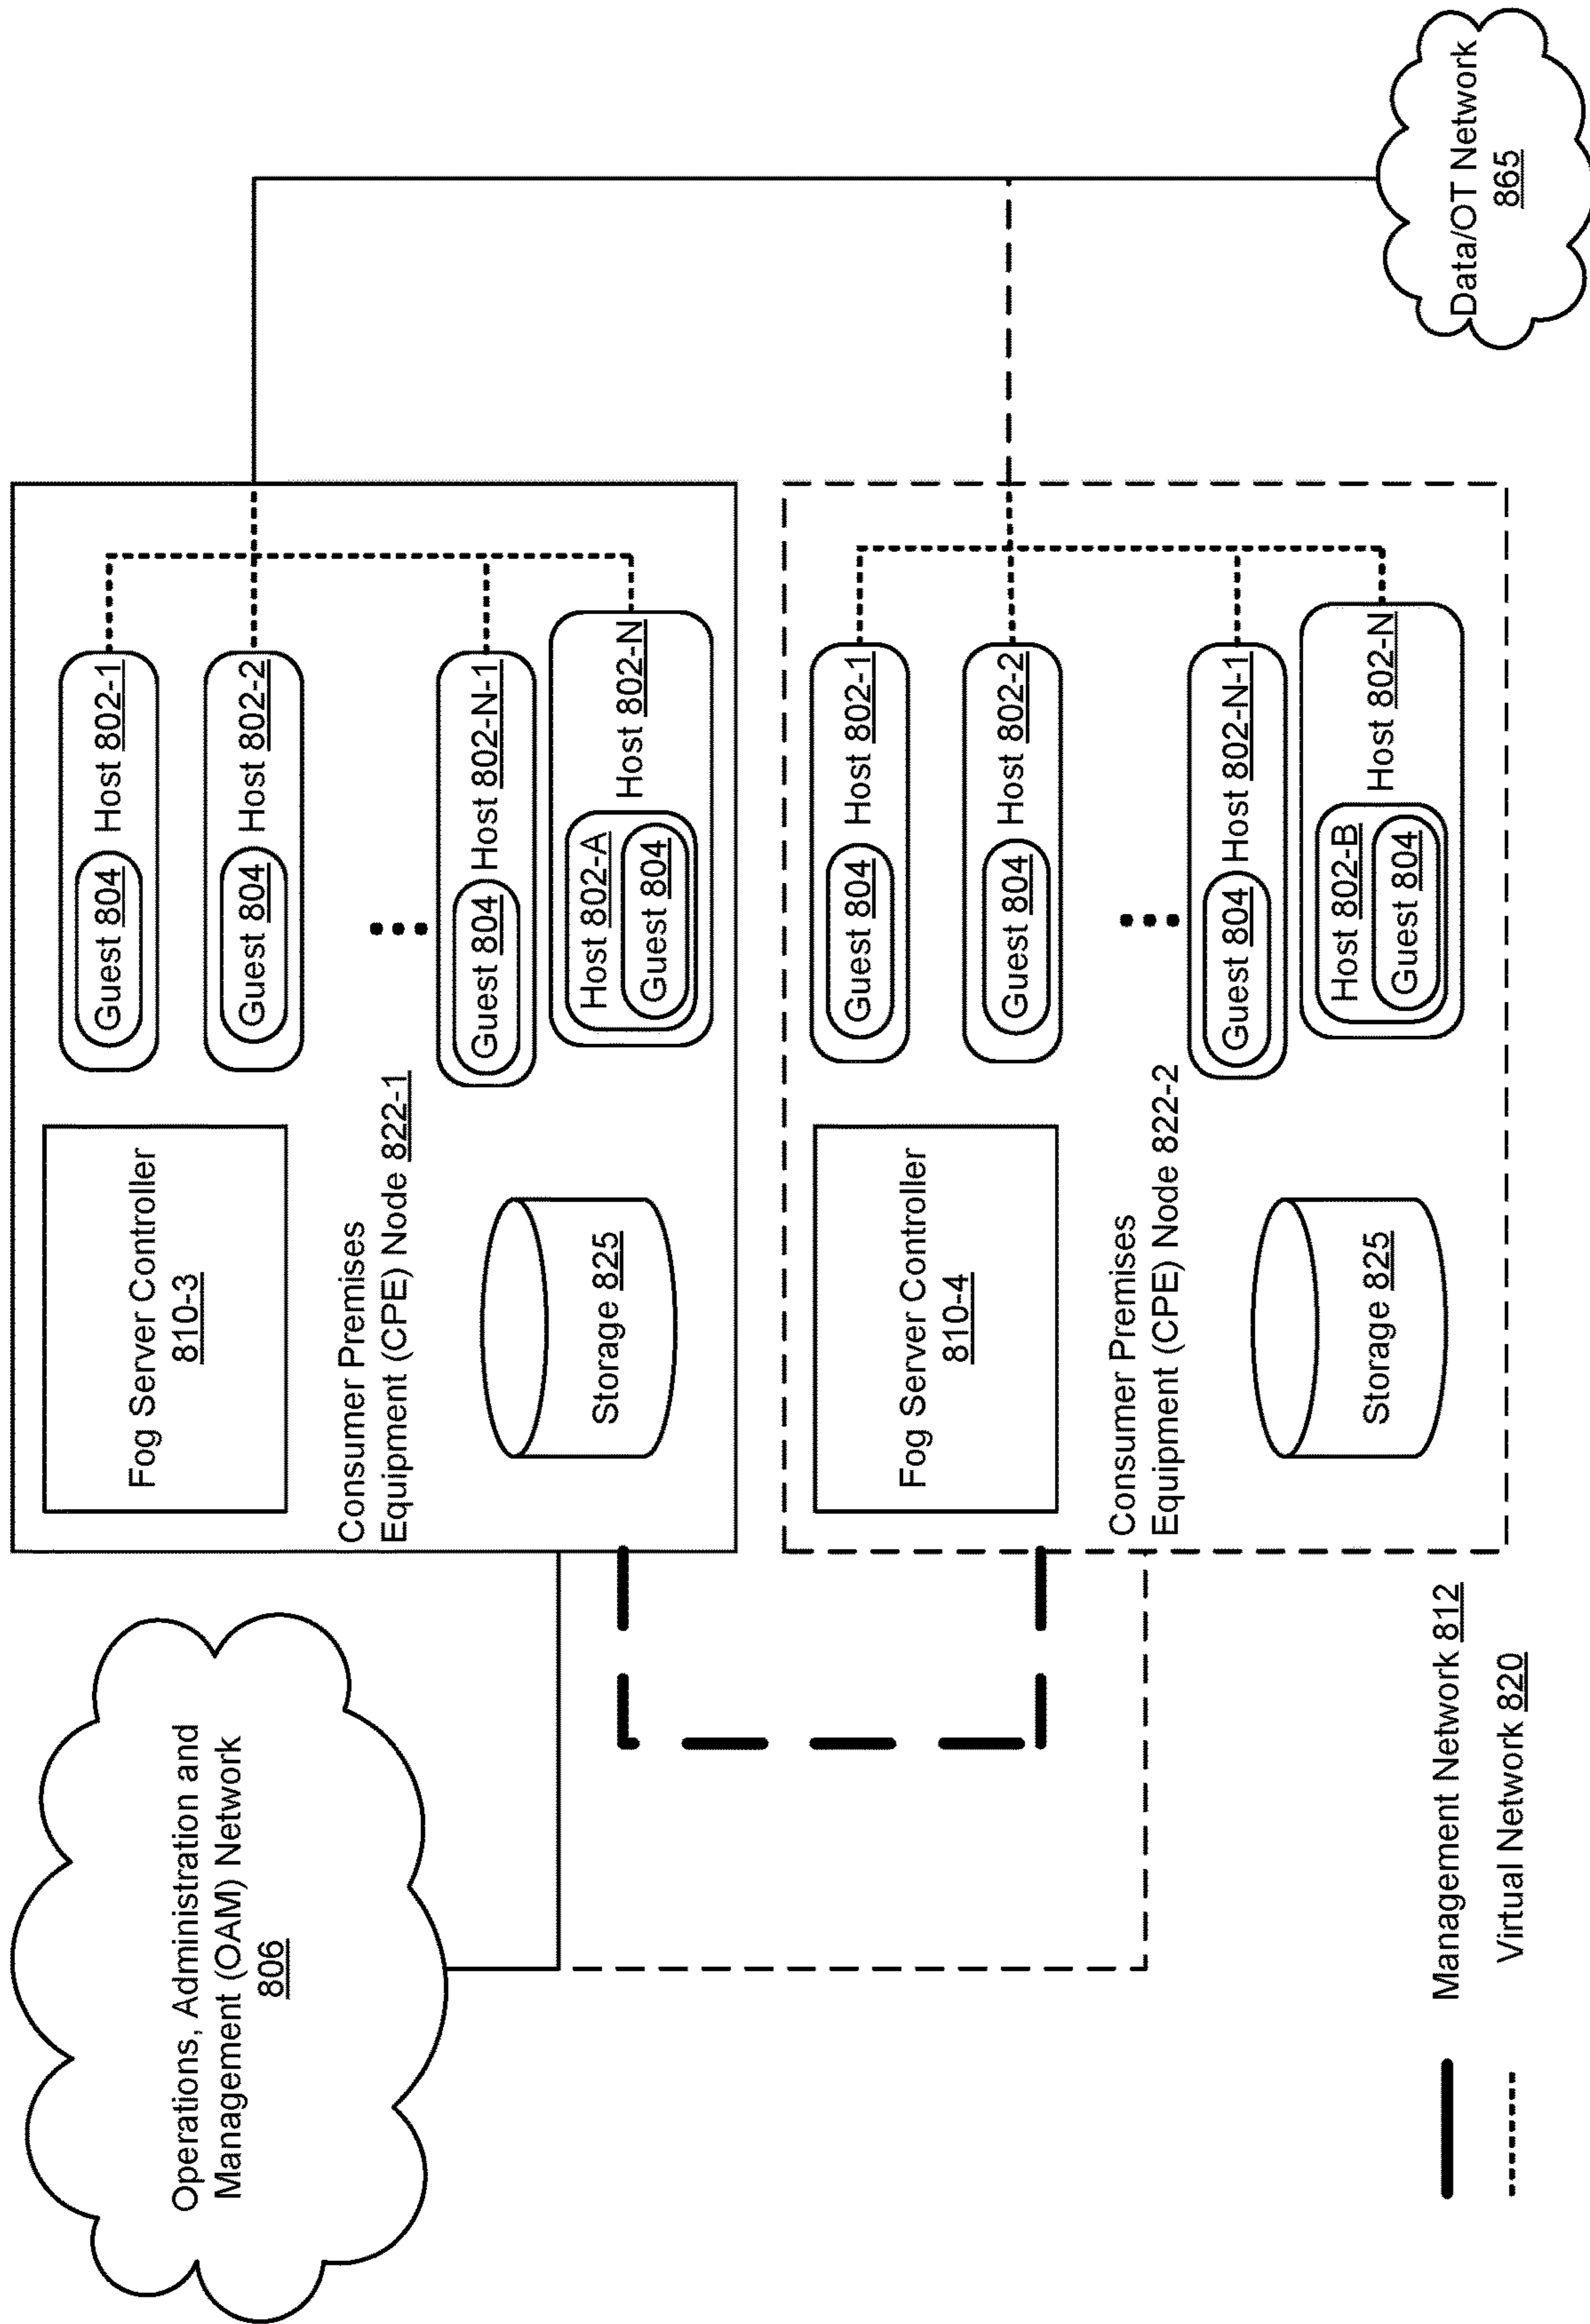 Operations, Administration and
Management (OAM) Network
806
Fog Server Controller
810-3
Consumer Premises
Equipment (CPE) Node 822-1
Storage 825
Guest 804 Host 802-1
Guest 804 Host 802-2
Guest 804 Host 802-N-1
Host 802-A
Guest 804
Host 802-N
Fog Server Controller
810-4
Consumer Premises
Equipment (CPE) Node 822-2
Storage 825
Guest 804 Host 802-1
Guest 804 Host 802-2
Guest 804 Host 802-N-1
Host 802-B
Guest 804
Host 802-N
Data/OT Network
865
Management Network 812
Virtual Network 820